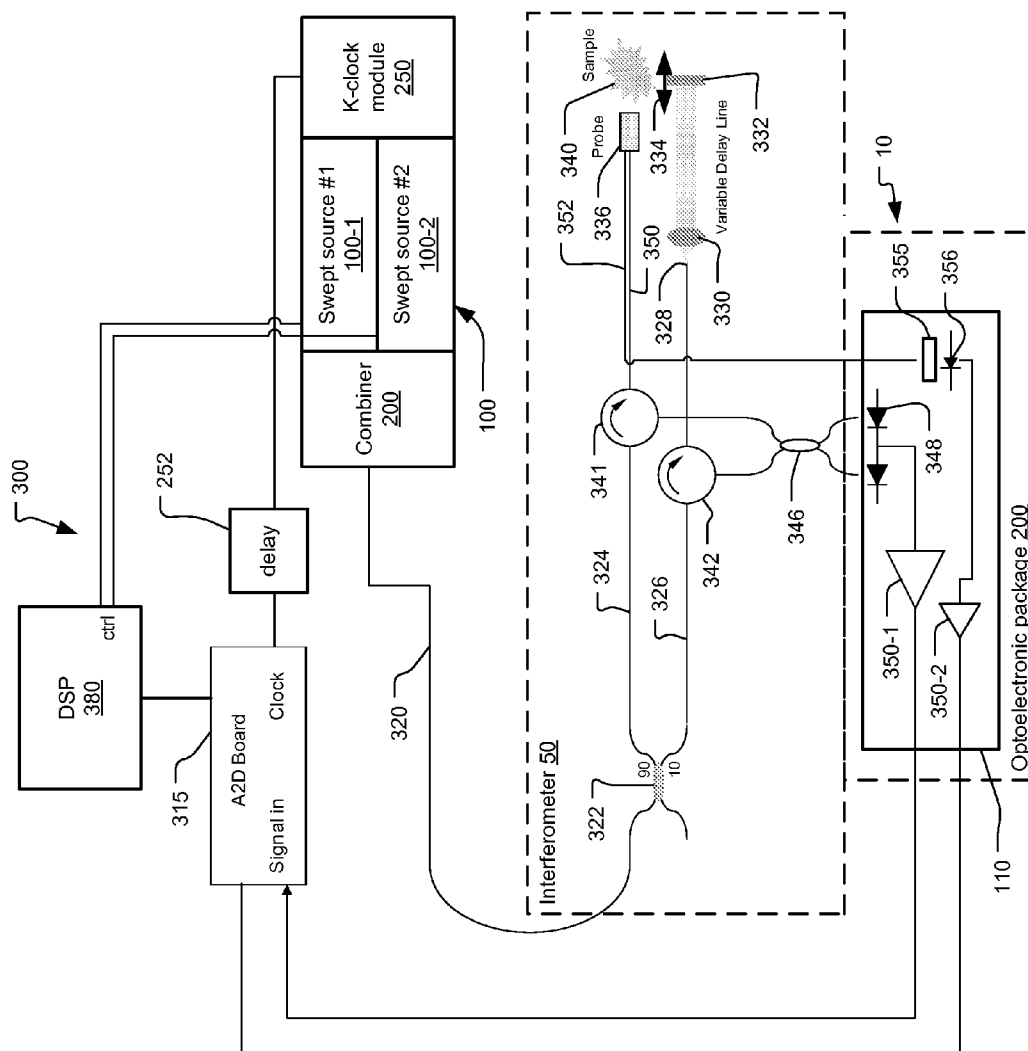 300
DSP
380
ctrl
315
A2D Board
Signal in
Clock
252
delay
320
Combiner
200
100
Swept source #1
100-1
Swept source #2
100-2
K-clock
module
250
Interferometer 50
322
90
10
324
326
341
342
346
328
330
Variable Delay Line
352
350
336
Probe
340
Sample
334
332
10
355
356
348
350-1
350-2
110
Optoelectronic package 200